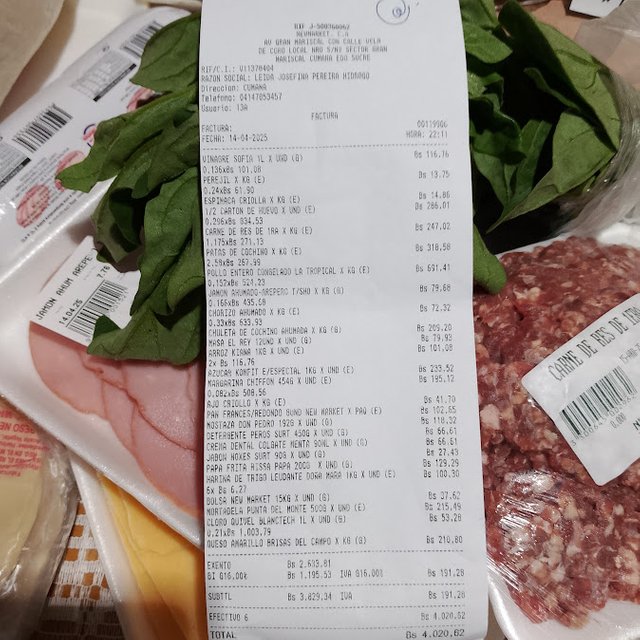 RIF J-500360062
NEWMARKET, C.A
AV GRAN MARISCAL CON CALLE VELA
DE CORO LOCAL NRO S/NV SECTOR GRAN
MARISCAL CUMANA EDO SUCRE
RIF/C.I.: V11378404
RAZON SOCIAL: LEIDA JOSEFINA PEREIRA HIDALGO
Direccion: CUMANA
Telefono: 04147053457
Usuario: 13A
FACTURA
FACTURA: 00179006
FECHA: 14-04-2025 HORA: 22:11
VINAGRE SOFIA 1L X UND (G) Bs 116,76
0.136xBs 101,08
PEREJIL X KG (E) Bs 13,75
0.24xBs 61,90
ESPINACA CRIOLLA X KG (E) Bs 14,86
1/2 CARTON DE HUEVO X UND (E) Bs 286,01
0.296xBs 834,53
CARNE DE RES DE 1RA X KG (E) Bs 247,02
1.175xBs 271,13
PATAS DE COCHINO X KG (E) Bs 318,58
2.58xBs 267,99
POLLO ENTERO CONGELADO LA TROPICAL X KG (E) Bs 691,41
0.152xBs 524,23
JAMON AHUMADO-AREPERO T/SHO X KG (G) Bs 79,68
0.166xBs 435,68
CHORIZO AHUMADO X KG (E) Bs 72,32
0.33xBs 633,93
CHULETA DE COCHINO AHUMADA X KG (G) Bs 209,20
MASA EL REY 12UND X UND (G) Bs 79,93
ARROZ KIANA 1KG X UND (E) Bs 101,08
2x Bs 116,76
AZUCAR KONFIT E/ESPECIAL 1KG X UND (E) Bs 233,52
MARGARINA CHIFFON 454G X UND (E) Bs 195,12
0.082xBs 508,56
AJO CRIOLLO X KG (E) Bs 41,70
PAN FRANCES/REDONDO 8UND NEW MARKET X PAQ (E) Bs 102,65
MOSTAZA DON PEDRO 192G X UND (G) Bs 118,32
DETERGENTE PEROS SURT 450G X UND (G) Bs 66,61
CREMA DENTAL COLGATE MENTH 90ML X UND (G) Bs 66,61
JABON HOXES SURT 90G X UND (G) Bs 27,43
PAPA FRITA RISSA PAPA 200G X UND (G) Bs 129,29
HARINA DE TRIGO LEUDANTE DOÑA MARA 1KG X UND (E) Bs 100,30
6x Bs 6,27
BOLSA NEW MARKET 15KG X UND (G) Bs 37,62
MORTADELA PUNTA DEL MONTE 500G X UND (E) Bs 215,49
CLORO QUIVEL BLANCTECH 1L X UND (G) Bs 53,28
0.21xBs 1.003,79
QUESO AMARILLO BRISAS DEL CAMPO X KG (G) Bs 210,80
EXENTO Bs 2.633,81
BI G16.00% Bs 1.195,53 IVA G16.00% Bs 191,28
SUBTTL Bs 3.829,34 IVA Bs 191,28
EFECTIVO 6 Bs 4.020,62
TOTAL Bs 4.020,62
JAMON AHUM AREPE
14.04.25
7.78
CARNE DE RES DE 1RA